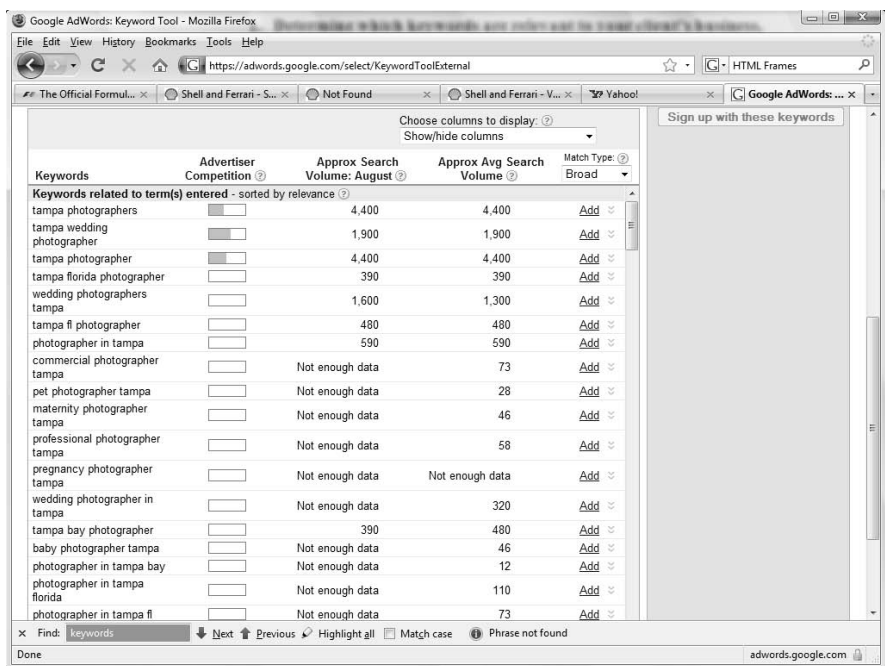 Google AdWords: Keyword Tool - Mozilla Firefox
Determine which keywords are relevant to your client's business.
File Edit View History Bookmarks Tools Help
https://adwords.google.com/select/KeywordToolExternal
HTML Frames
The Official Formul...
Shell and Ferrari - S...
Not Found
Shell and Ferrari - V...
Yahoo!
Google AdWords: ...
Choose columns to display:
Show/hide columns
Sign up with these keywords
Keywords
Advertiser
Competition
Approx Search
Volume: August
Approx Avg Search
Volume
Match Type:
Broad
Keywords related to term(s) entered - sorted by relevance
tampa photographers 4,400 4,400 Add
tampa wedding
photographer 1,900 1,900 Add
tampa photographer 4,400 4,400 Add
tampa florida photographer 390 390 Add
wedding photographers
tampa 1,600 1,300 Add
tampa fl photographer 480 480 Add
photographer in tampa 590 590 Add
commercial photographer
tampa Not enough data 73 Add
pet photographer tampa Not enough data 28 Add
maternity photographer
tampa Not enough data 46 Add
professional photographer
tampa Not enough data 58 Add
pregnancy photographer
tampa Not enough data Not enough data Add
wedding photographer in
tampa Not enough data 320 Add
tampa bay photographer 390 480 Add
baby photographer tampa Not enough data 46 Add
photographer in tampa bay Not enough data 12 Add
photographer in tampa
florida Not enough data 110 Add
photographer in tampa fl Not enough data 73 Add
Find: keywords Next Previous Highlight all Match case Phrase not found
Done
adwords.google.com